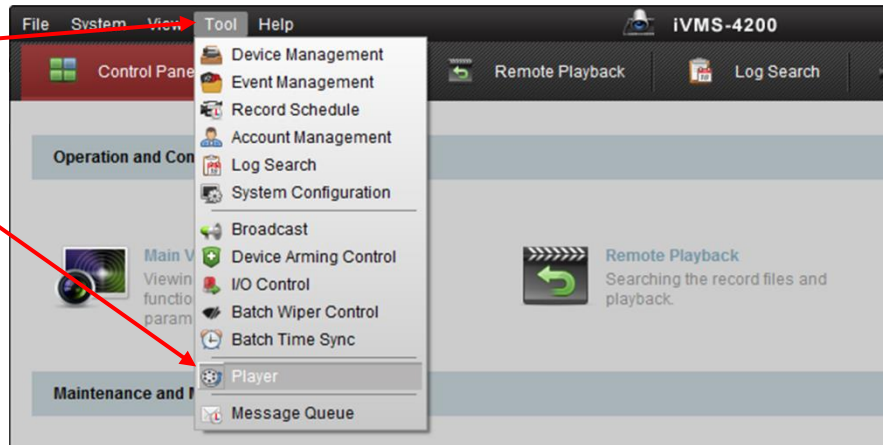 File System View Tool Help iVMS-4200
Control Pane Remote Playback Log Search
Device Management
Event Management
Record Schedule
Account Management
Log Search
System Configuration
Broadcast
Device Arming Control
I/O Control
Batch Wiper Control
Batch Time Sync
Player
Message Queue
Operation and Con
Main V
Viewin
functio
param
Remote Playback
Searching the record files and
playback.
Maintenance and M